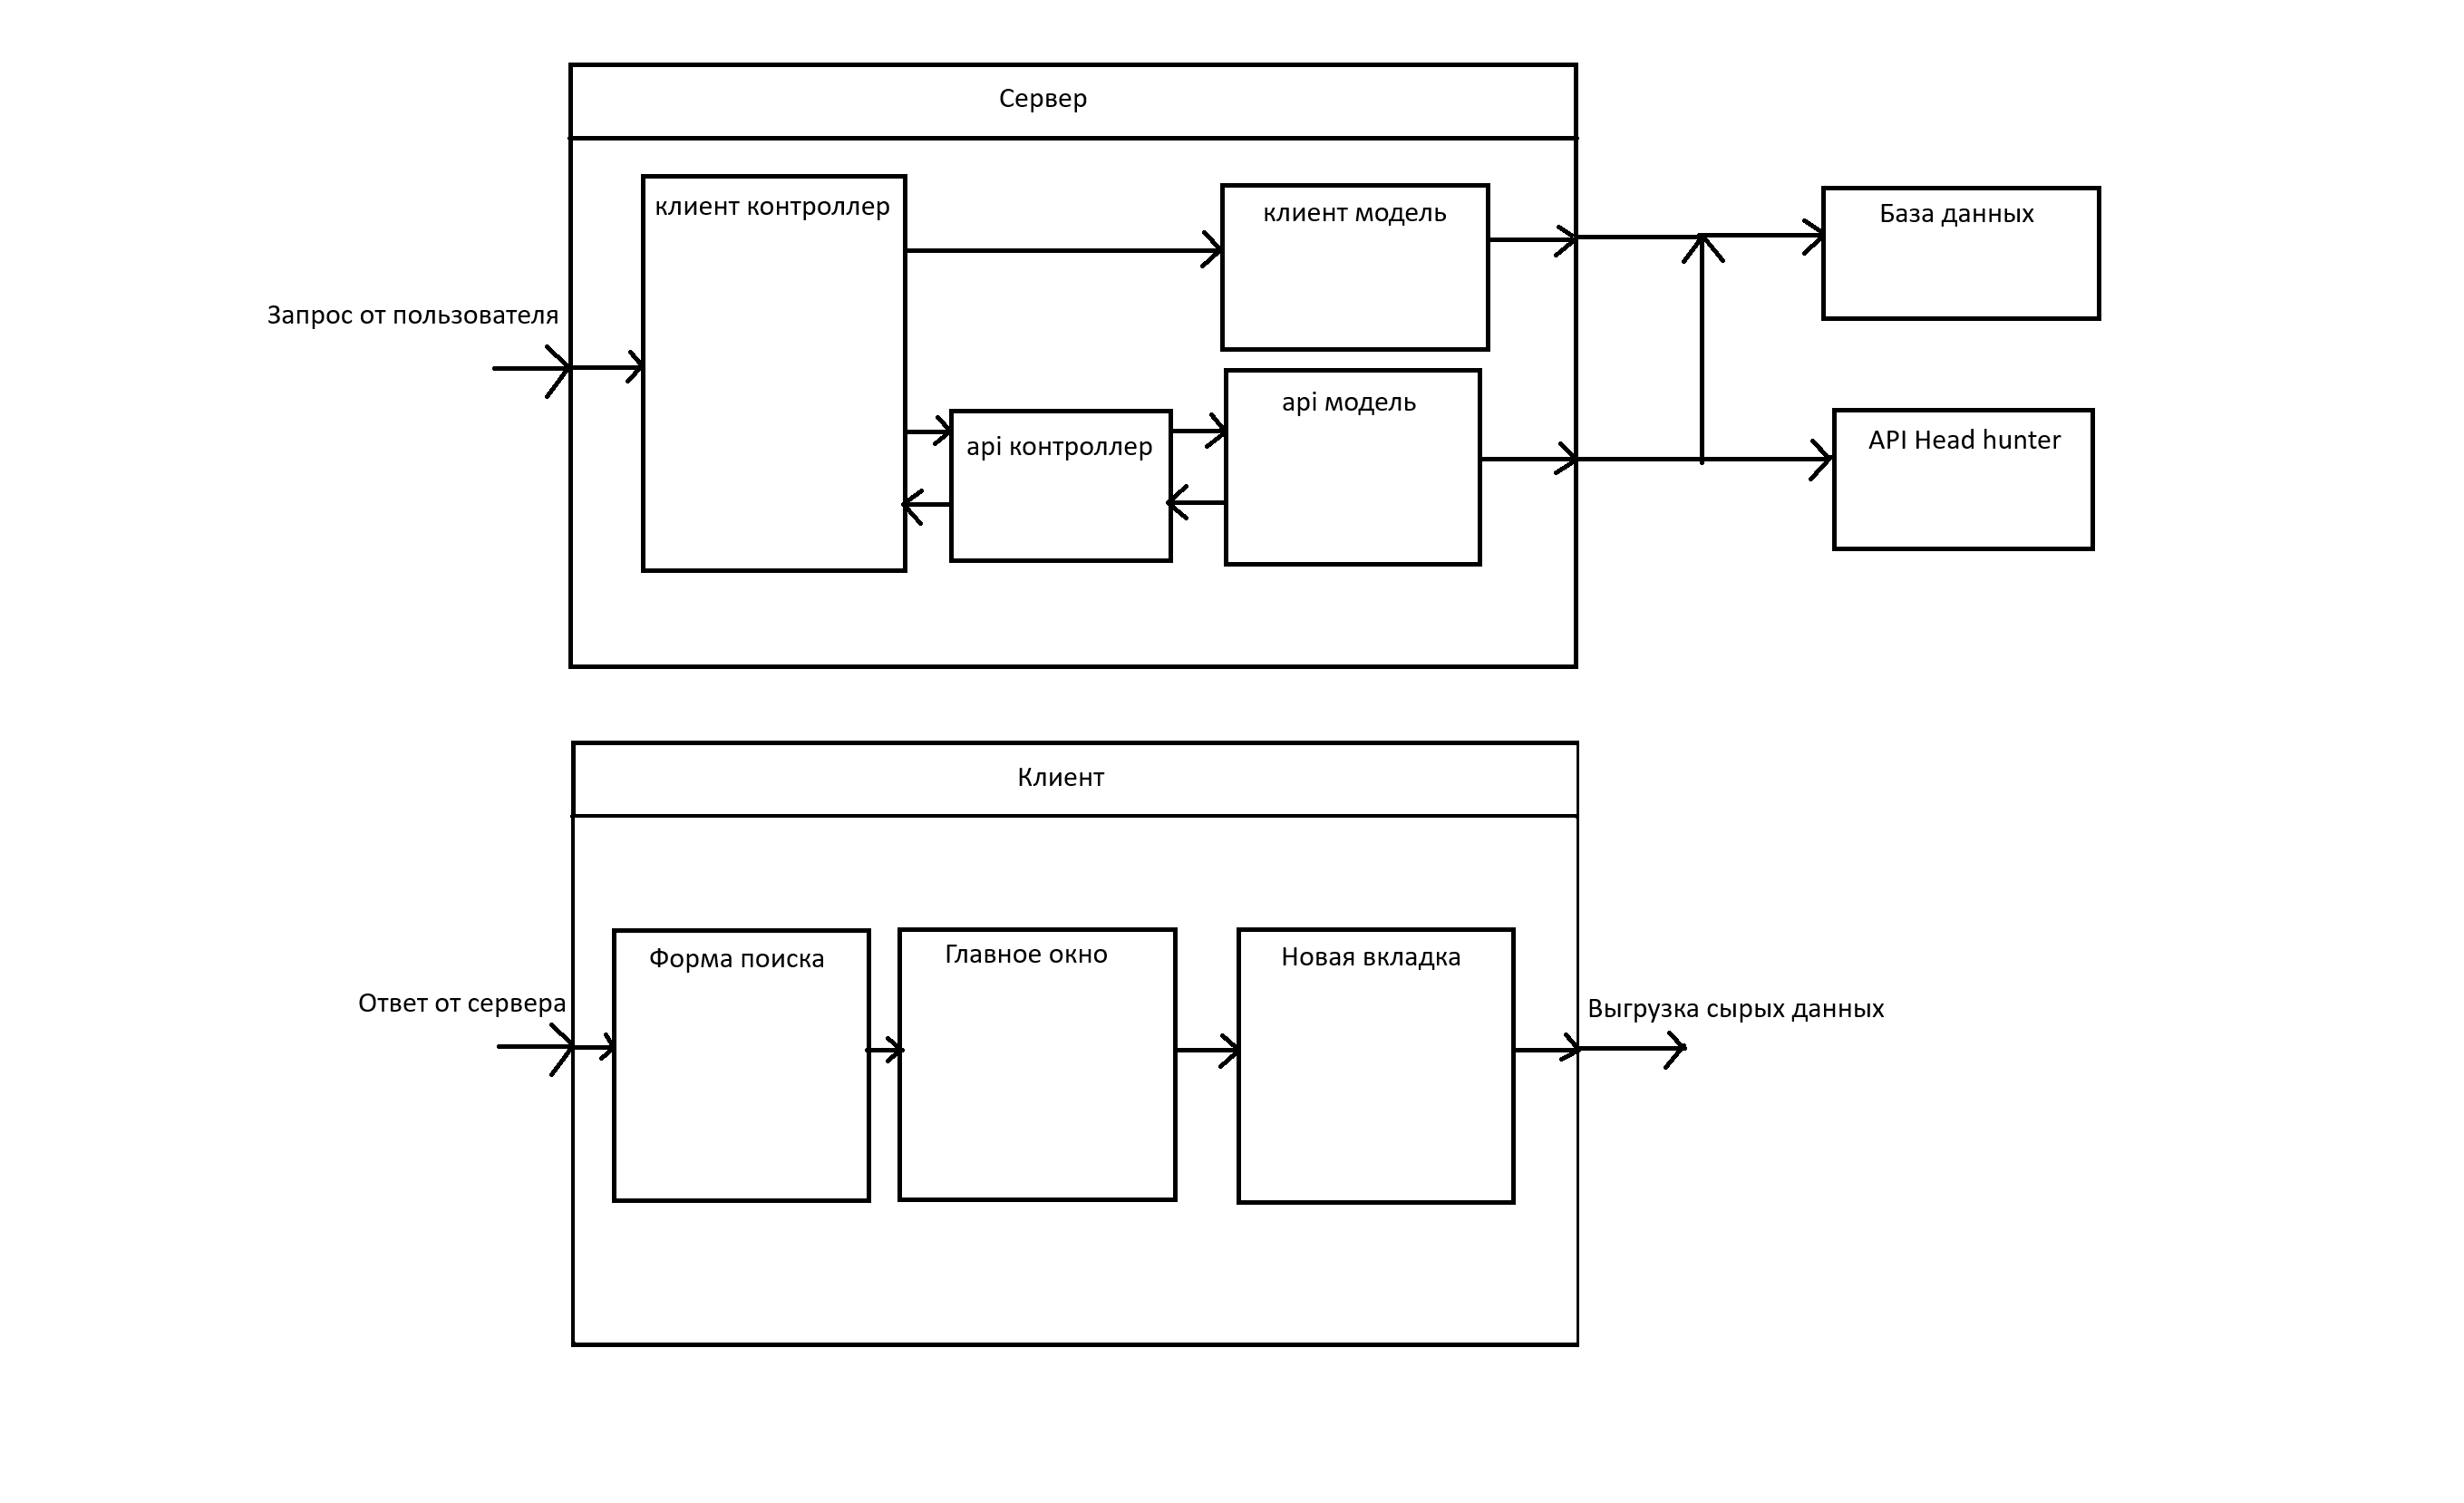 Сервер
клиент контроллер
клиент модель
База данных
Запрос от пользователя
api модель
api контроллер
API Head hunter
Клиент
Форма поиска
Главное окно
Новая вкладка
Ответ от сервера
Выгрузка сырых данных